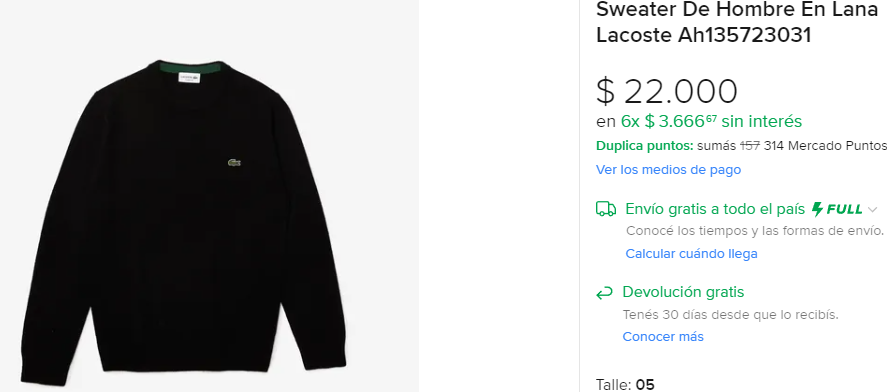 Sweater De Hombre En Lana
Lacoste Ah135723031
$ 22.000
en 6x $ 3.666⁶⁷ sin interés
Duplica puntos: sumás 157 314 Mercado Puntos
Ver los medios de pago
Envío gratis a todo el país FULL
Conocé los tiempos y las formas de envío.
Calcular cuándo llega
Devolución gratis
Tenés 30 días desde que lo recibís.
Conocer más
Talle: 05